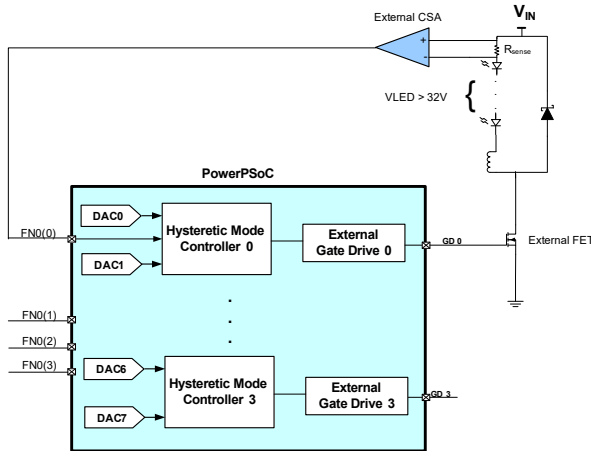 External CSA
V_IN
+
-
R_sense
VLED > 32V
{
PowerPSoC
DAC0
FN0(0)
Hysteretic Mode
Controller 0
External
Gate Drive 0
GD 0
External FET
DAC1
.
.
.
FN0(1)
FN0(2)
FN0(3)
DAC6
Hysteretic Mode
Controller 3
External
Gate Drive 3
GD 3
DAC7